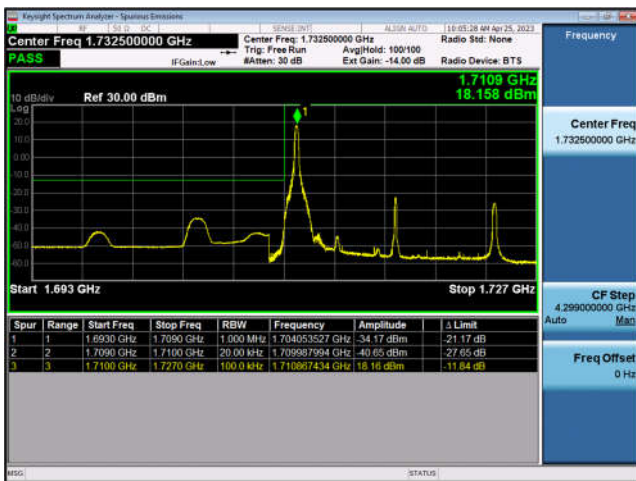 Keysight Spectrum Analyzer - Spurious Emissions
RF 50 Ω DC SENSE:INT ALIGN AUTO 10:05:28 AM Apr 25, 2023
Center Freq 1.732500000 GHz Center Freq: 1.732500000 GHz Radio Std: None
Trig: Free Run Avg|Hold: 100/100
PASS IFGain:Low #Atten: 30 dB Ext Gain: -14.00 dB Radio Device: BTS
1.7109 GHz
18.158 dBm
10 dB/div Ref 30.00 dBm
Log
20.0
10.0
0.00
-10.0
-20.0
-30.0
-40.0
-50.0
-60.0
1
Start 1.693 GHz Stop 1.727 GHz
Spur Range Start Freq Stop Freq RBW Frequency Amplitude Δ Limit
1 1 1.6930 GHz 1.7090 GHz 1.000 MHz 1.704053527 GHz -34.17 dBm -21.17 dB
2 2 1.7090 GHz 1.7100 GHz 20.00 kHz 1.709987994 GHz -40.65 dBm -27.65 dB
3 3 1.7100 GHz 1.7270 GHz 100.0 kHz 1.710867434 GHz 18.16 dBm -11.84 dB
MSG STATUS
Frequency
Center Freq
1.732500000 GHz
CF Step
4.299000000 GHz
Auto Man
Freq Offset
0 Hz